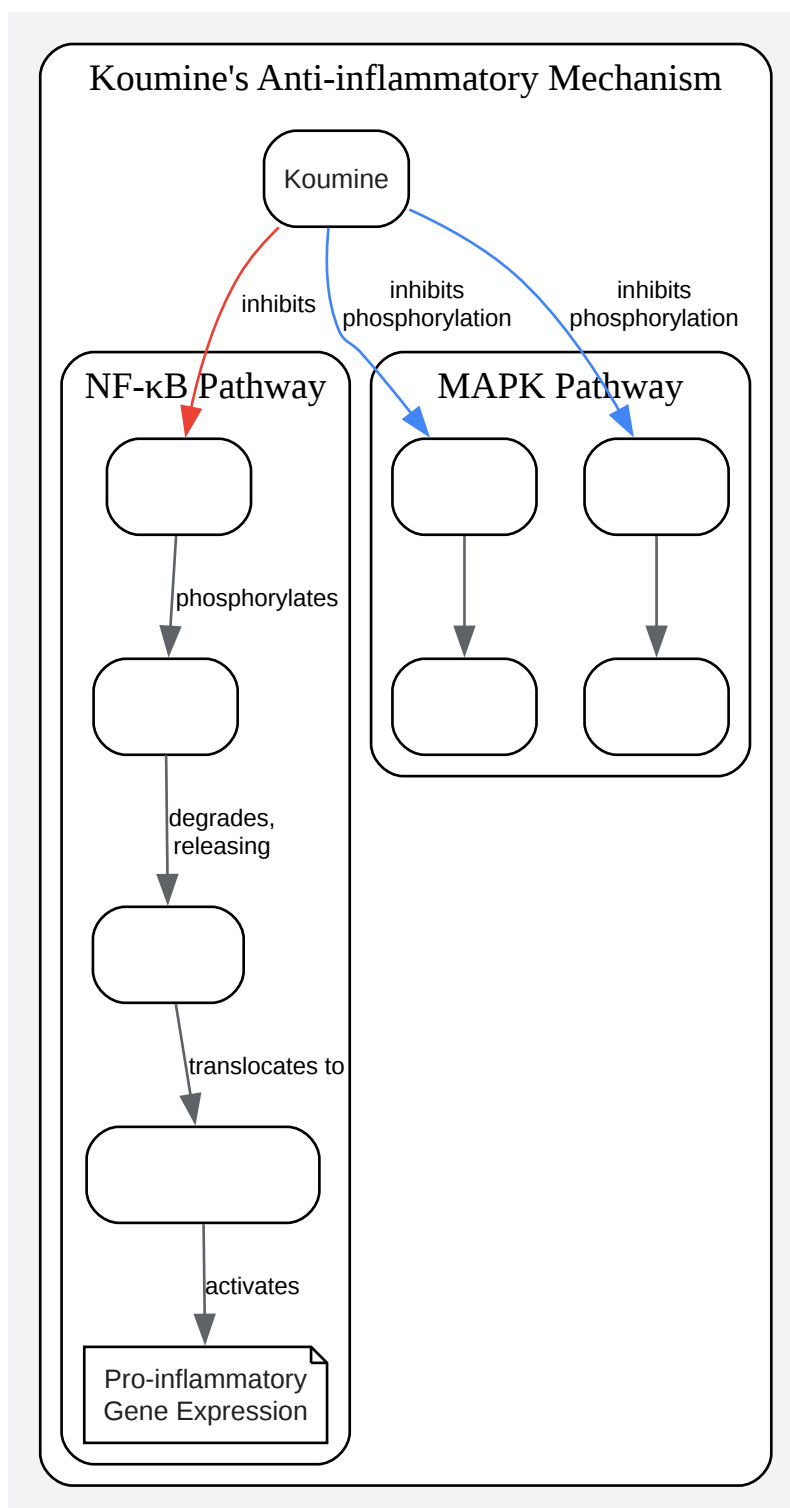 Koumine's Anti-inflammatory Mechanism
Koumine
inhibits
inhibits
phosphorylation
inhibits
phosphorylation
NF-κB Pathway
MAPK Pathway
phosphorylates
degrades,
releasing
translocates to
activates
Pro-inflammatory
Gene Expression